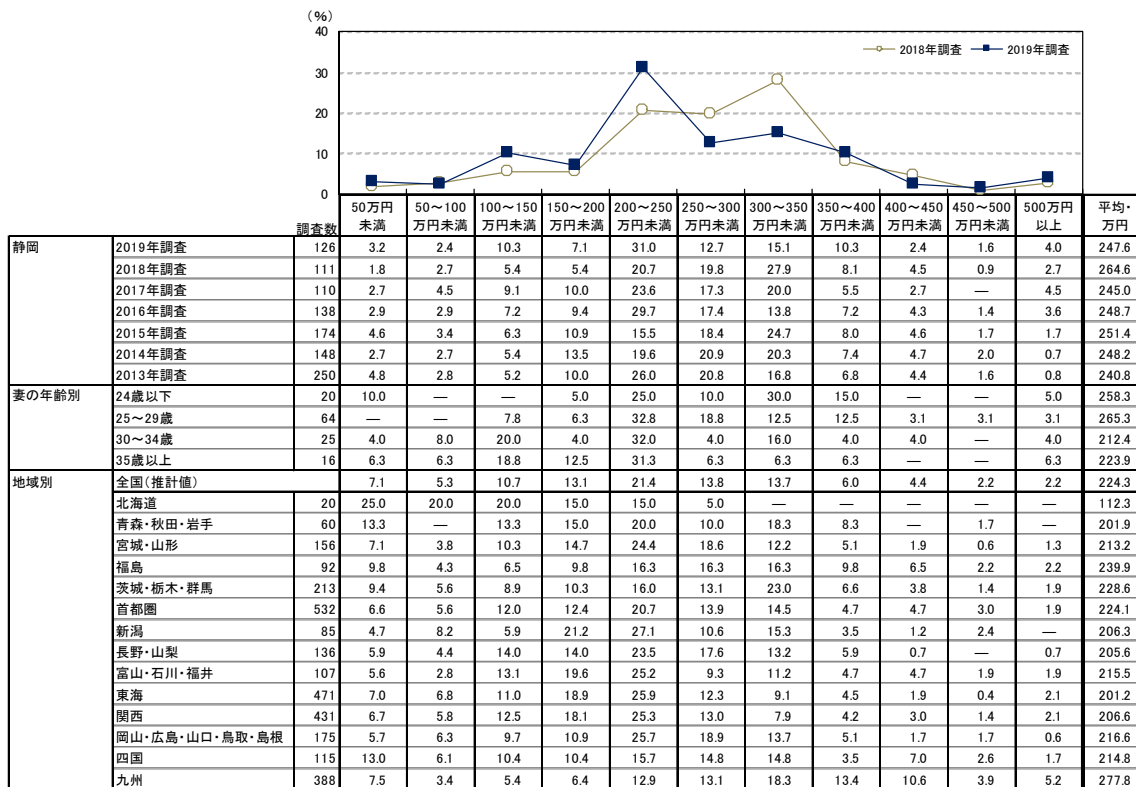 (%)
40
30
20
10
0
2018年調査 2019年調査
調査数 50万円未満 50～100万円未満 100～150万円未満 150～200万円未満 200～250万円未満 250～300万円未満 300～350万円未満 350～400万円未満 400～450万円未満 450～500万円未満 500万円以上 平均・万円
静岡 2019年調査 126 3.2 2.4 10.3 7.1 31.0 12.7 15.1 10.3 2.4 1.6 4.0 247.6
2018年調査 111 1.8 2.7 5.4 5.4 20.7 19.8 27.9 8.1 4.5 0.9 2.7 264.6
2017年調査 110 2.7 4.5 9.1 10.0 23.6 17.3 20.0 5.5 2.7 — 4.5 245.0
2016年調査 138 2.9 2.9 7.2 9.4 29.7 17.4 13.8 7.2 4.3 1.4 3.6 248.7
2015年調査 174 4.6 3.4 6.3 10.9 15.5 18.4 24.7 8.0 4.6 1.7 1.7 251.4
2014年調査 148 2.7 2.7 5.4 13.5 19.6 20.9 20.3 7.4 4.7 2.0 0.7 248.2
2013年調査 250 4.8 2.8 5.2 10.0 26.0 20.8 16.8 6.8 4.4 1.6 0.8 240.8
妻の年齢別 24歳以下 20 10.0 — — 5.0 25.0 10.0 30.0 15.0 — — 5.0 258.3
25～29歳 64 — — 7.8 6.3 32.8 18.8 12.5 12.5 3.1 3.1 3.1 265.3
30～34歳 25 4.0 8.0 20.0 4.0 32.0 4.0 16.0 4.0 4.0 — 4.0 212.4
35歳以上 16 6.3 6.3 18.8 12.5 31.3 6.3 6.3 6.3 — — 6.3 223.9
地域別 全国(推計値) 7.1 5.3 10.7 13.1 21.4 13.8 13.7 6.0 4.4 2.2 2.2 224.3
北海道 20 25.0 20.0 20.0 15.0 15.0 5.0 — — — — — 112.3
青森・秋田・岩手 60 13.3 — 13.3 15.0 20.0 10.0 18.3 8.3 — 1.7 — 201.9
宮城・山形 156 7.1 3.8 10.3 14.7 24.4 18.6 12.2 5.1 1.9 0.6 1.3 213.2
福島 92 9.8 4.3 6.5 9.8 16.3 16.3 16.3 9.8 6.5 2.2 2.2 239.9
茨城・栃木・群馬 213 9.4 5.6 8.9 10.3 16.0 13.1 23.0 6.6 3.8 1.4 1.9 228.6
首都圏 532 6.6 5.6 12.0 12.4 20.7 13.9 14.5 4.7 4.7 3.0 1.9 224.1
新潟 85 4.7 8.2 5.9 21.2 27.1 10.6 15.3 3.5 1.2 2.4 — 206.3
長野・山梨 136 5.9 4.4 14.0 14.0 23.5 17.6 13.2 5.9 0.7 — 0.7 205.6
富山・石川・福井 107 5.6 2.8 13.1 19.6 25.2 9.3 11.2 4.7 4.7 1.9 1.9 215.5
東海 471 7.0 6.8 11.0 18.9 25.9 12.3 9.1 4.5 1.9 0.4 2.1 201.2
関西 431 6.7 5.8 12.5 18.1 25.3 13.0 7.9 4.2 3.0 1.4 2.1 206.6
岡山・広島・山口・鳥取・島根 175 5.7 6.3 9.7 10.9 25.7 18.9 13.7 5.1 1.7 1.7 0.6 216.6
四国 115 13.0 6.1 10.4 10.4 15.7 14.8 14.8 3.5 7.0 2.6 1.7 214.8
九州 388 7.5 3.4 5.4 6.4 12.9 13.1 18.3 13.4 10.6 3.9 5.2 277.8